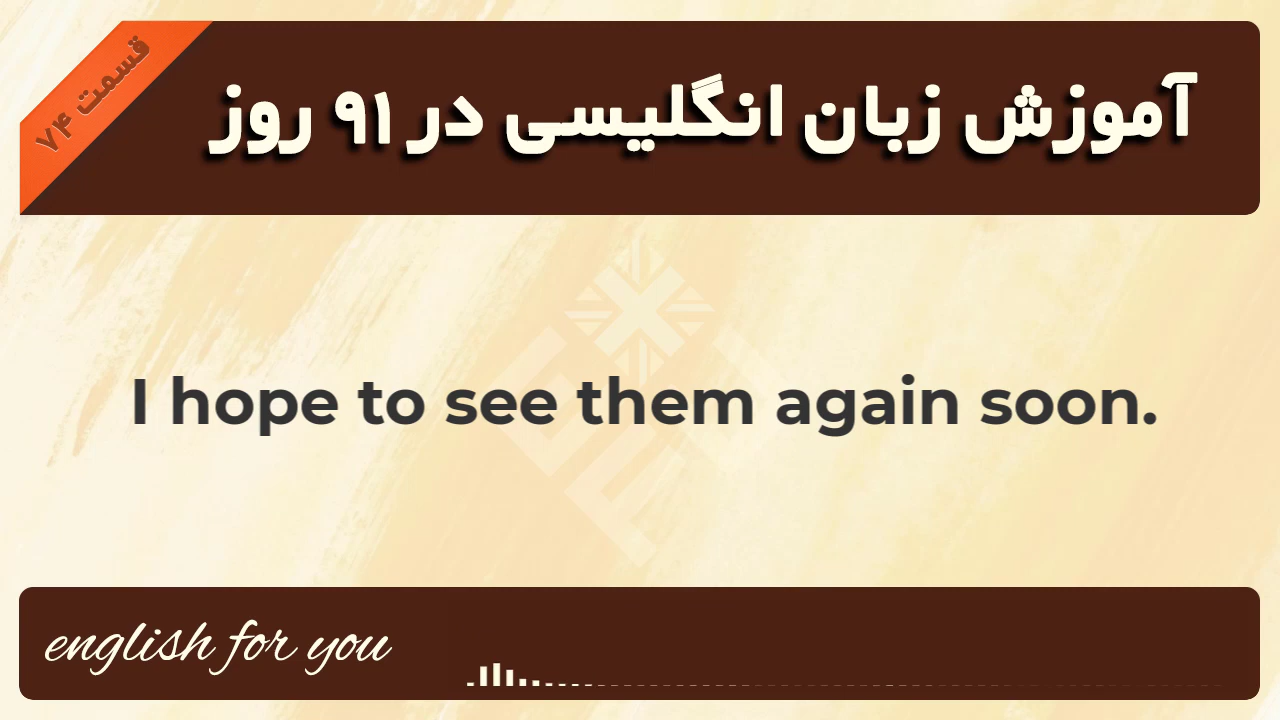 قسمت ۷۴
آموزش زبان انگلیسی در ۹۱ روز
I hope to see them again soon.
english for you